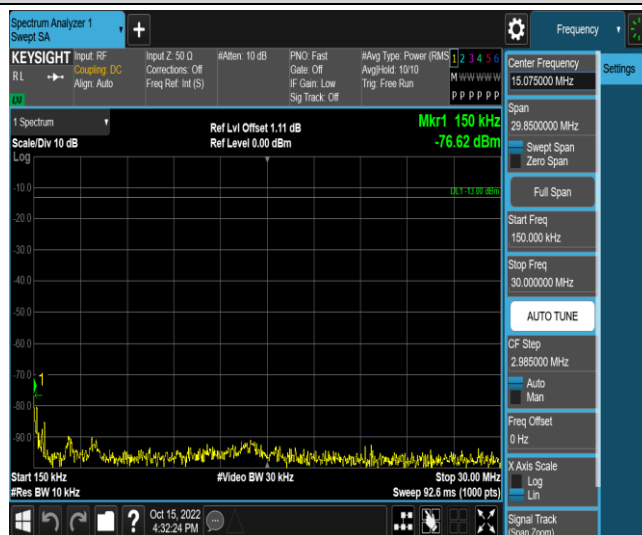 Spectrum Analyzer 1
Swept SA
+
Frequency
KEYSIGHT
RL
LXI
Input: RF
Coupling: DC
Align: Auto
Input Z: 50 Ω
Corrections: Off
Freq Ref: Int (S)
#Atten: 10 dB
PNO: Fast
Gate: Off
IF Gain: Low
Sig Track: Off
#Avg Type: Power (RMS
Avg|Hold: 10/10
Trig: Free Run
1 2 3 4 5 6
M W W W W W
P P P P P P
1 Spectrum
Scale/Div 10 dB
Ref Lvl Offset 1.11 dB
Ref Level 0.00 dBm
Mkr1 150 kHz
-76.62 dBm
Log
DL1 -13.00 dBm
-10.0
-20.0
-30.0
-40.0
-50.0
-60.0
-70.0
-80.0
-90.0
1
Start 150 kHz
#Video BW 30 kHz
Stop 30.00 MHz
#Res BW 10 kHz
Sweep 92.6 ms (1000 pts)
?
Oct 15, 2022
4:32:24 PM
Center Frequency
15.075000 MHz
Settings
Span
29.8500000 MHz
Swept Span
Zero Span
Full Span
Start Freq
150.000 kHz
Stop Freq
30.000000 MHz
AUTO TUNE
CF Step
2.985000 MHz
Auto
Man
Freq Offset
0 Hz
X Axis Scale
Log
Lin
Signal Track
(Span Zoom)